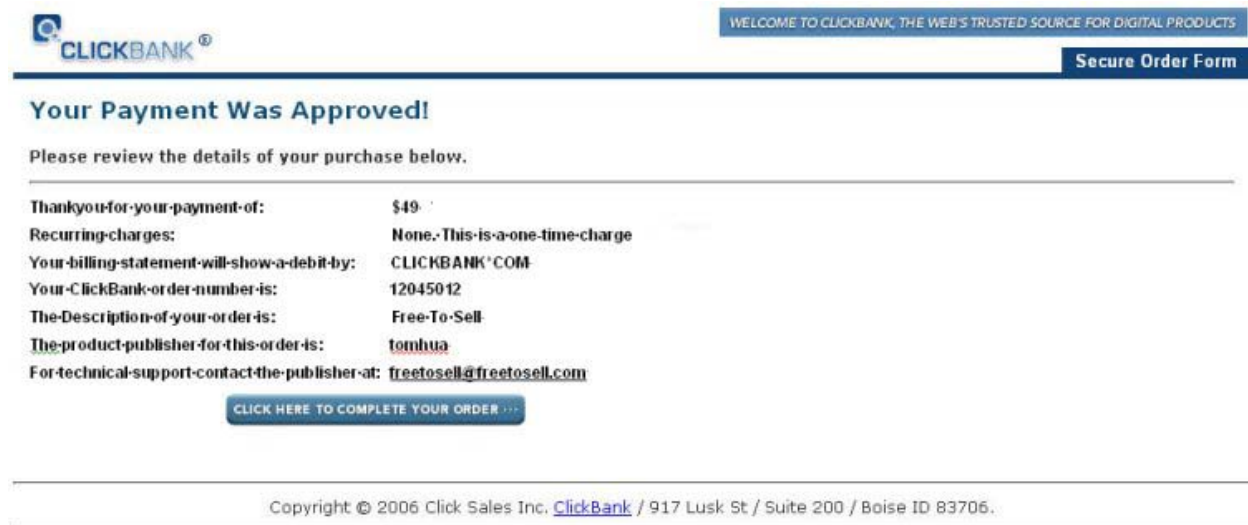 WELCOME TO CLICKBANK, THE WEB'S TRUSTED SOURCE FOR DIGITAL PRODUCTS
CLICKBANK ®
Secure Order Form
Your Payment Was Approved!
Please review the details of your purchase below.
Thankyou·for·your·payment·of: $49·
Recurring·charges: None.·This·is·a·one·time·charge
Your·billing·statement·will·show·a·debit·by: CLICKBANK*COM·
Your·ClickBank·order·number·is: 12045012
The·Description·of·your·order·is: Free·To·Sell·
The·product·publisher·for·this·order·is: tomhua·
For·technical·support·contact·the·publisher·at: freetosell@freetosell.com
CLICK HERE TO COMPLETE YOUR ORDER ···
Copyright © 2006 Click Sales Inc. ClickBank / 917 Lusk St / Suite 200 / Boise ID 83706.